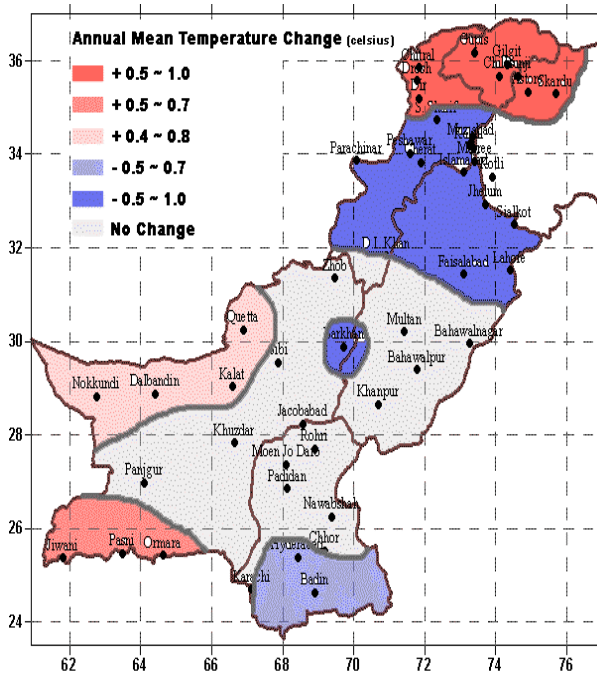 Annual Mean Temperature Change (celsius)
+ 0.5 ~ 1.0
+ 0.5 ~ 0.7
+ 0.4 ~ 0.8
- 0.5 ~ 0.7
- 0.5 ~ 1.0
No Change
36
34
32
30
28
26
24
62
64
66
68
70
72
74
76
Gupis
Gilgit
Chitral
Bunji
Drosh
Astor
Skardu
Dir
Peshawar
Cherat
Murree
Parachinar
Islamabad
Kotli
Jhelum
Sialkot
D.I.Khan
Zhob
Faisalabad
Lahore
Quetta
Multan
Bahawalnagar
Barkhan
Sibi
Bahawalpur
Nokkundi
Dalbandin
Kalat
Khanpur
Jacobabad
Khuzdar
Rohri
Moen Jo Daro
Panjgur
Padidan
Nawabshah
Jiwani
Pasni
Ormara
Chhor
Hyderabad
Karachi
Badin